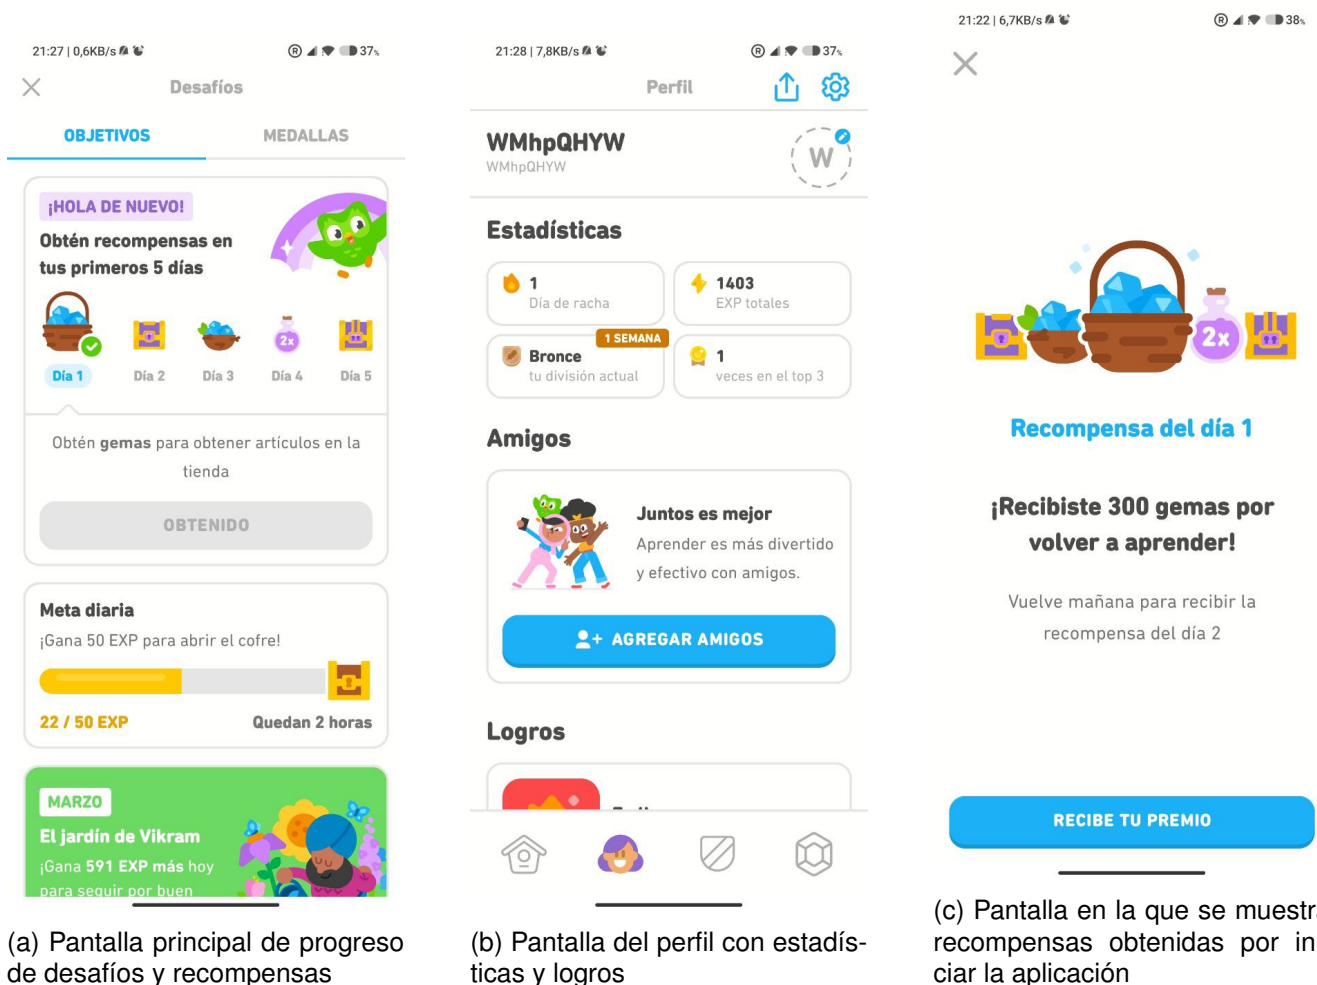 21:27 | 0,6KB/s
R 37%
Desafíos
OBJETIVOS MEDALLAS
¡HOLA DE NUEVO!
Obtén recompensas en
tus primeros 5 días
2x
Día 1 Día 2 Día 3 Día 4 Día 5
Obtén gemas para obtener artículos en la
tienda
OBTENIDO
Meta diaria
¡Gana 50 EXP para abrir el cofre!
22 / 50 EXP Quedan 2 horas
MARZO
El jardín de Vikram
¡Gana 591 EXP más hoy
para seguir por buen
(a) Pantalla principal de progreso
de desafíos y recompensas
21:28 | 7,8KB/s
R 37%
Perfil
WMhpQHYW
WMhpQHYW
W
Estadísticas
1
Día de racha
1403
EXP totales
1 SEMANA
Bronce
tu división actual
1
veces en el top 3
Amigos
Juntos es mejor
Aprender es más divertido
y efectivo con amigos.
AGREGAR AMIGOS
Logros
(b) Pantalla del perfil con estadís-
ticas y logros
21:22 | 6,7KB/s
R 38%
2x
Recompensa del día 1
¡Recibiste 300 gemas por
volver a aprender!
Vuelve mañana para recibir la
recompensa del día 2
RECIBE TU PREMIO
(c) Pantalla en la que se muestra
recompensas obtenidas por in
ciar la aplicación